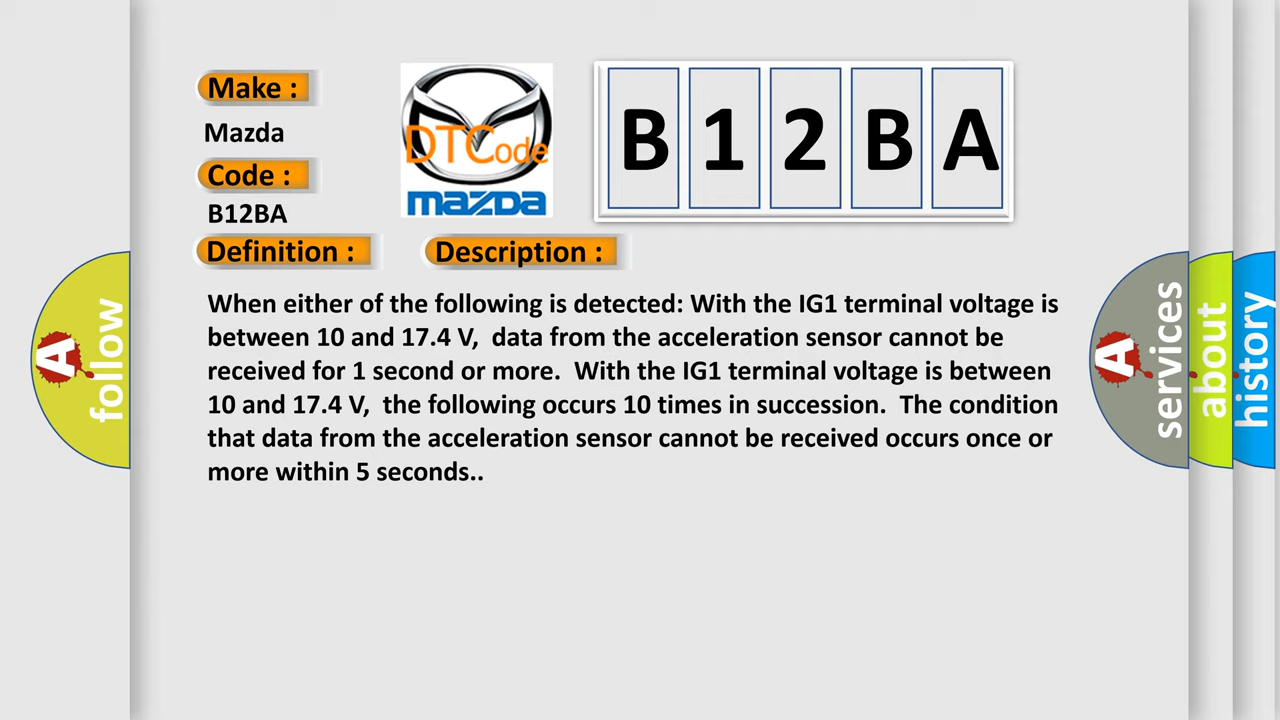 Make :
Mazda
Code :
B12BA
DTCode
mazda
B12BA
Definition :
Description :
When either of the following is detected: With the IG1 terminal voltage is
between 10 and 17.4 V,  data from the acceleration sensor cannot be
received for 1 second or more.  With the IG1 terminal voltage is between
10 and 17.4 V,  the following occurs 10 times in succession.  The condition
that data from the acceleration sensor cannot be received occurs once or
more within 5 seconds..
A follow
A services
about
history